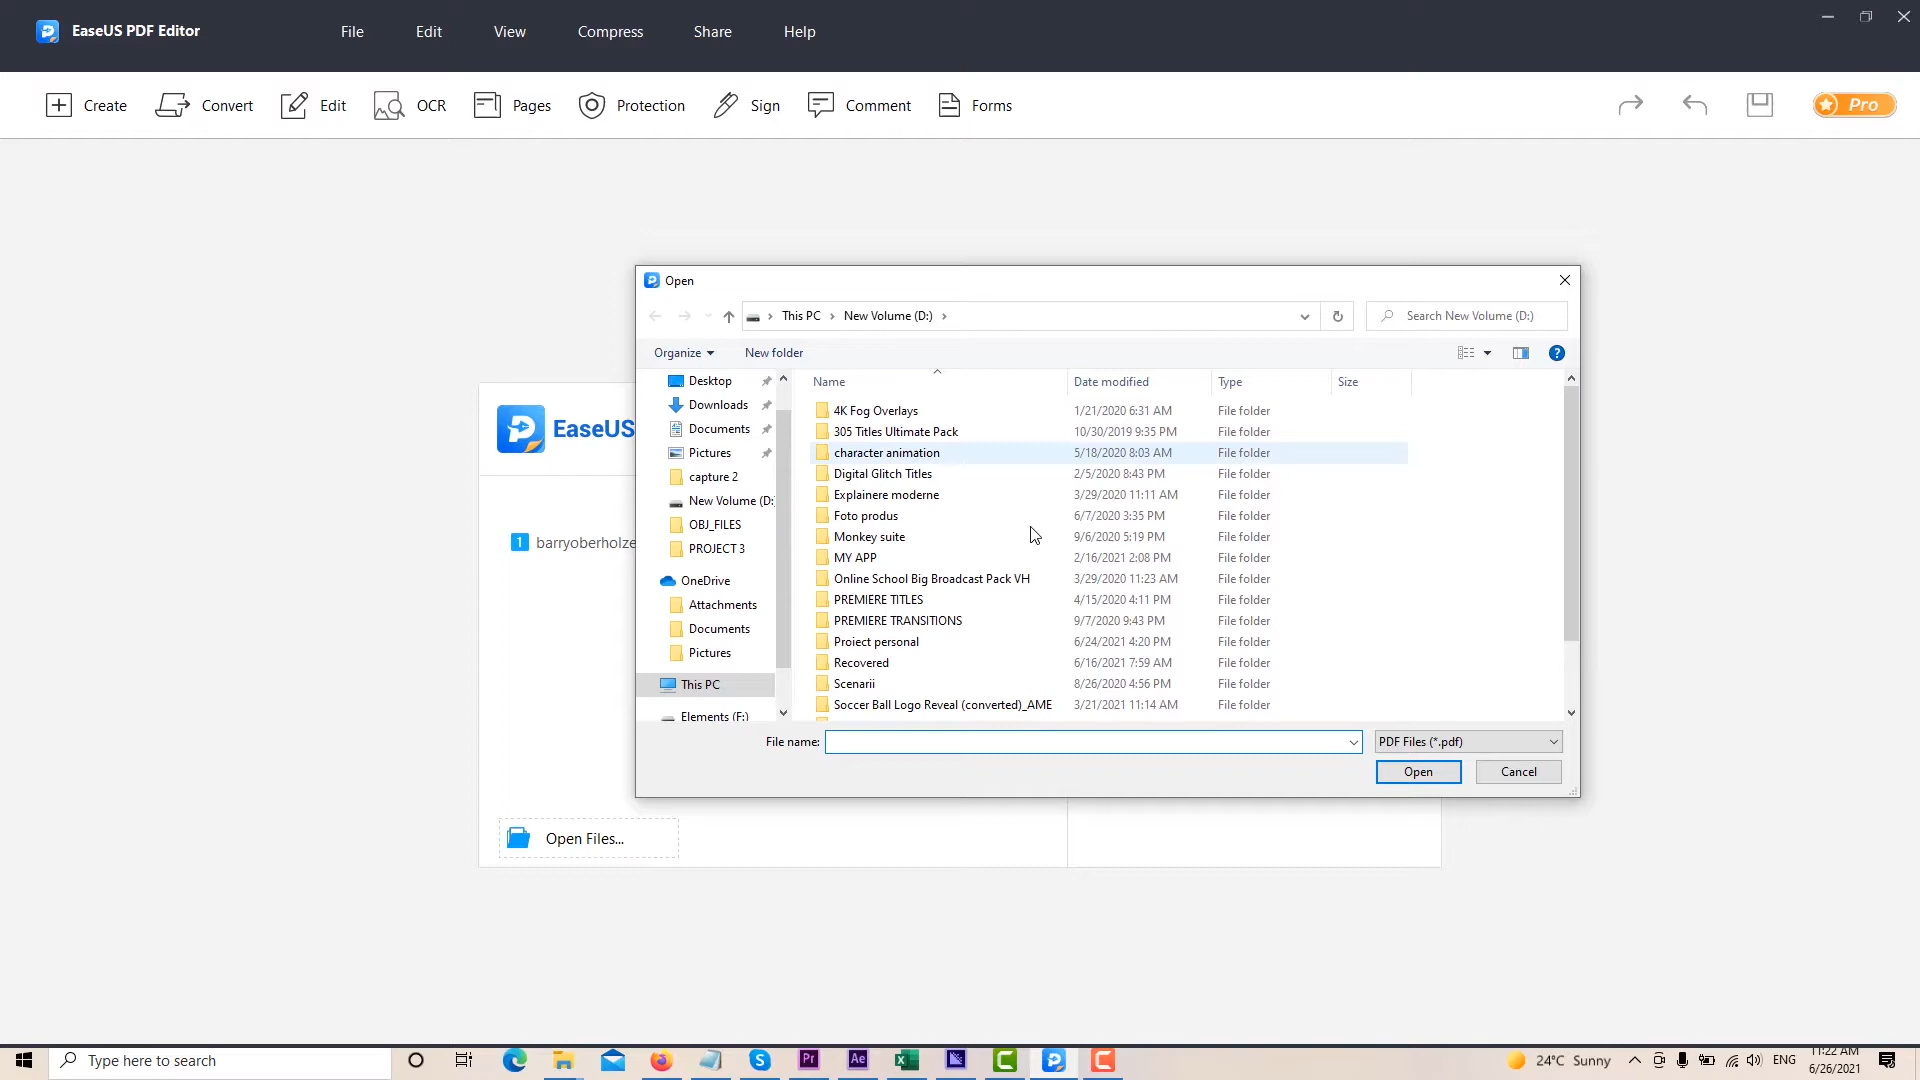 EaseUS PDF Editor
File Edit View Compress Share Help
Create Convert Edit OCR Pages Protection Sign Comment Forms Pro
Open
This PC New Volume (D:) Search New Volume (D:)
Organize New folder
Desktop Name Date modified Type Size
Downloads 4K Fog Overlays 1/21/2020 6:31 AM File folder
Documents 305 Titles Ultimate Pack 10/30/2019 9:35 PM File folder
Pictures character animation 5/18/2020 8:03 AM File folder
capture 2 Digital Glitch Titles 2/5/2020 8:43 PM File folder
New Volume (D: Explainere moderne 3/29/2020 11:11 AM File folder
OBJ_FILES Foto produs 6/7/2020 3:35 PM File folder
PROJECT 3 Monkey suite 9/6/2020 5:19 PM File folder
MY APP 2/16/2021 2:08 PM File folder
OneDrive Online School Big Broadcast Pack VH 3/29/2020 11:23 AM File folder
Attachments PREMIERE TITLES 4/15/2020 4:11 PM File folder
Documents PREMIERE TRANSITIONS 9/7/2020 9:43 PM File folder
Pictures Proiect personal 6/24/2021 4:20 PM File folder
Recovered 6/16/2021 7:59 AM File folder
This PC Scenarii 8/26/2020 4:56 PM File folder
Elements (F:) Soccer Ball Logo Reveal (converted)_AME 3/21/2021 11:14 AM File folder
File name: PDF Files (*.pdf)
Open Cancel
EaseUS
1 barryoberholze
Open Files...
Type here to search
Pr Ae
24°C Sunny ENG 11:22 AM
6/26/2021